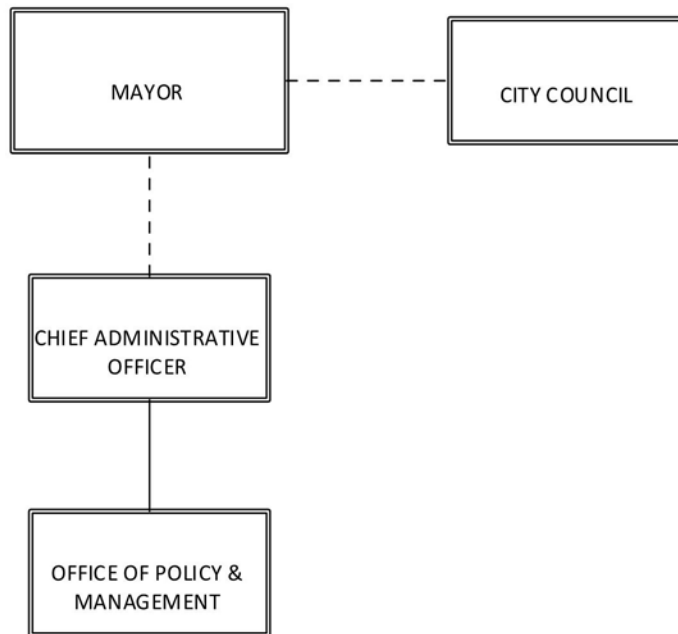 MAYOR
CITY COUNCIL
CHIEF ADMINISTRATIVE
OFFICER
OFFICE OF POLICY &
MANAGEMENT